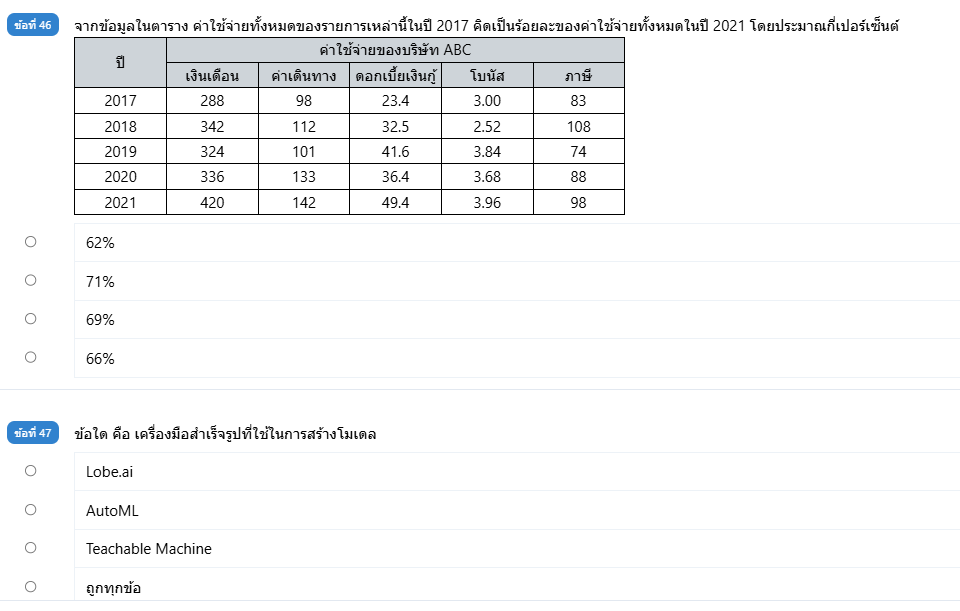 ข้อที่ 46 จากข้อมูลในตาราง ค่าใช้จ่ายทั้งหมดของรายการเหล่านี้ในปี 2017 คิดเป็นร้อยละของค่าใช้จ่ายทั้งหมดในปี 2021 โดยประมาณกี่เปอร์เซ็นต์
ปี ค่าใช้จ่ายของบริษัท ABC
เงินเดือน ค่าเดินทาง ดอกเบี้ยเงินกู้ โบนัส ภาษี
2017 288 98 23.4 3.00 83
2018 342 112 32.5 2.52 108
2019 324 101 41.6 3.84 74
2020 336 133 36.4 3.68 88
2021 420 142 49.4 3.96 98
62%
71%
69%
66%
ข้อที่ 47 ข้อใด คือ เครื่องมือสำเร็จรูปที่ใช้ในการสร้างโมเดล
Lobe.ai
AutoML
Teachable Machine
ถูกทุกข้อ